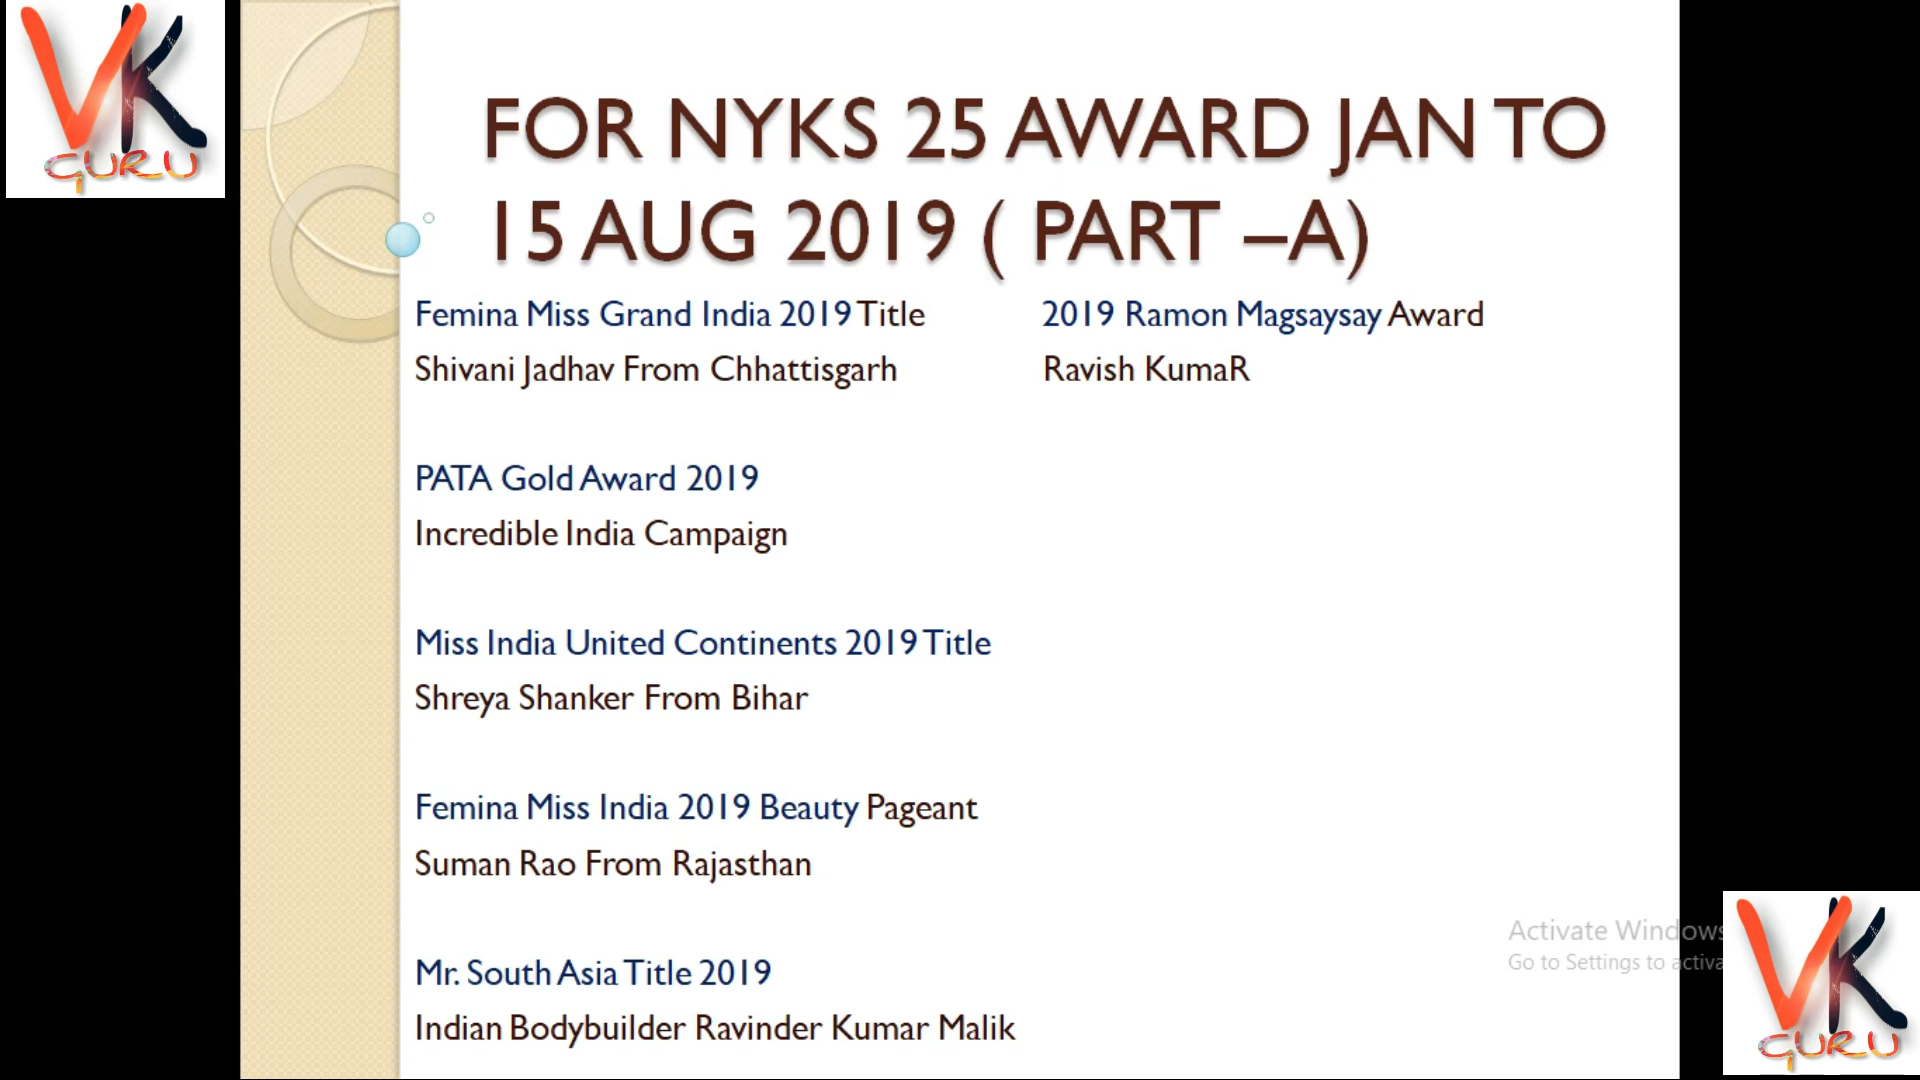 VK
GURU
FOR NYKS 25 AWARD JAN TO
15 AUG 2019 ( PART –A)
Femina Miss Grand India 2019 Title
Shivani Jadhav From Chhattisgarh
PATA Gold Award 2019
Incredible India Campaign
Miss India United Continents 2019 Title
Shreya Shanker From Bihar
Femina Miss India 2019 Beauty Pageant
Suman Rao From Rajasthan
Mr. South Asia Title 2019
Indian Bodybuilder Ravinder Kumar Malik
2019 Ramon Magsaysay Award
Ravish KumaR
Activate Windows
Go to Settings to activa
VK
GURU